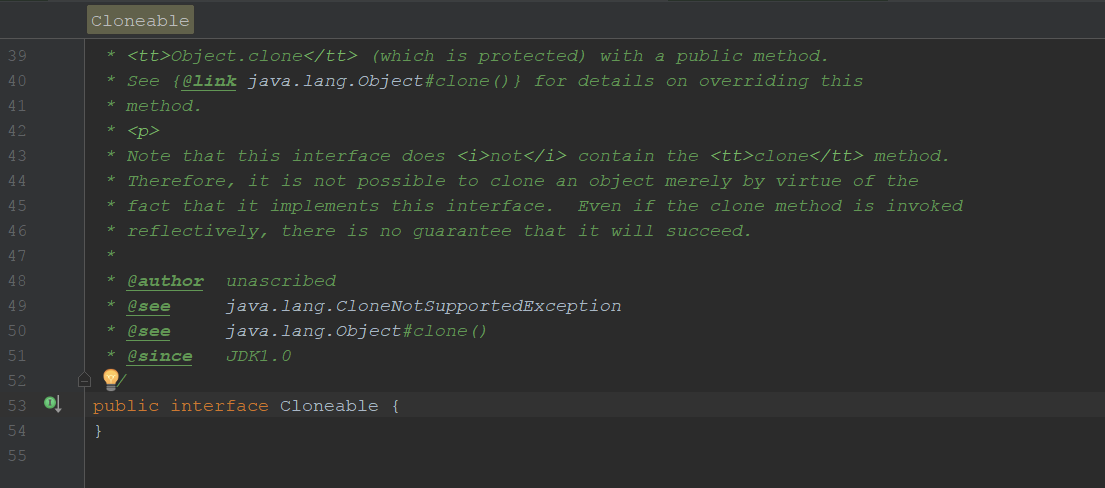 Cloneable
39 * <tt>Object.clone</tt> (which is protected) with a public method.
40 * See {@link java.lang.Object#clone()} for details on overriding this
41 * method.
42 * <p>
43 * Note that this interface does <i>not</i> contain the <tt>clone</tt> method.
44 * Therefore, it is not possible to clone an object merely by virtue of the
45 * fact that it implements this interface.  Even if the clone method is invoked
46 * reflectively, there is no guarantee that it will succeed.
47 *
48 * @author  unascribed
49 * @see     java.lang.CloneNotSupportedException
50 * @see     java.lang.Object#clone()
51 * @since   JDK1.0
52 /
53 public interface Cloneable {
54 }
55